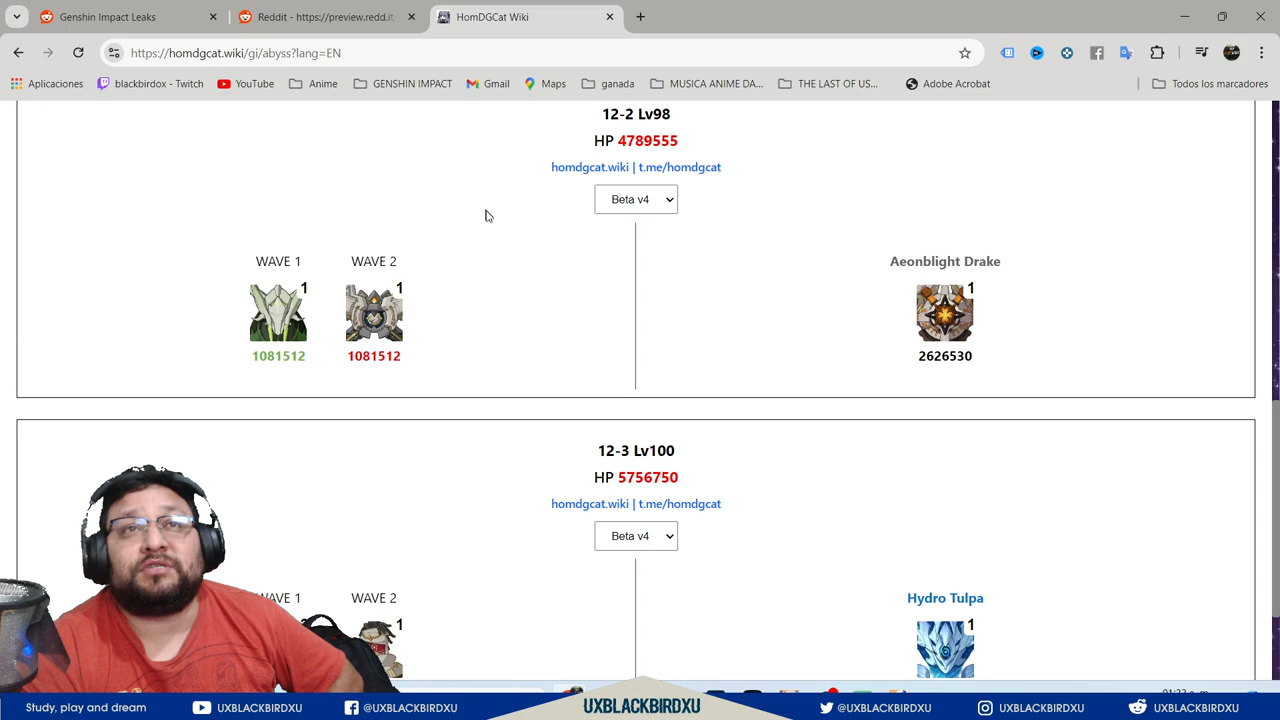 Genshin Impact Leaks
Reddit - https://preview.redd.it/
HomDGCat Wiki
https://homdgcat.wiki/gi/abyss?lang=EN
Aplicaciones
blackbirdox - Twitch
YouTube
Anime
GENSHIN IMPACT
Gmail
Maps
ganada
MUSICA ANIME DA...
THE LAST OF US...
Adobe Acrobat
Todos los marcadores
12-2 Lv98
HP 4789555
homdgcat.wiki | t.me/homdgcat
Beta v4
WAVE 1
WAVE 2
Aeonblight Drake
1
1
1
1081512
1081512
2626530
12-3 Lv100
HP 5756750
homdgcat.wiki | t.me/homdgcat
Beta v4
WAVE 1
WAVE 2
Hydro Tulpa
1
1
Study, play and dream
UXBLACKBIRDXU
@UXBLACKBIRDXU
UXBLACKBIRDXU
@UXBLACKBIRDXU
UXBLACKBIRDXU
UXBLACKBIRDXU